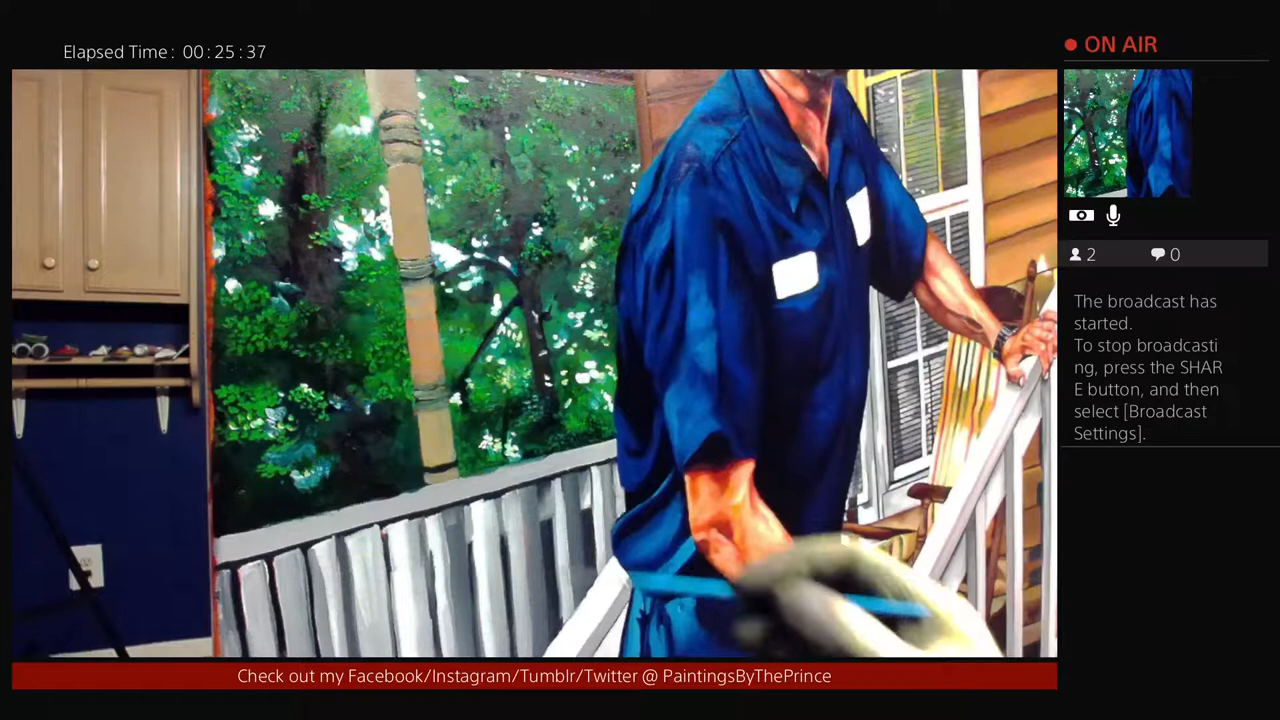 Elapsed Time: 00:25:37
ON AIR
2
0
The broadcast has
started.
To stop broadcasti
ng, press the SHAR
E button, and then
select [Broadcast
Settings].
Check out my Facebook/Instagram/Tumblr/Twitter @ PaintingsByThePrince